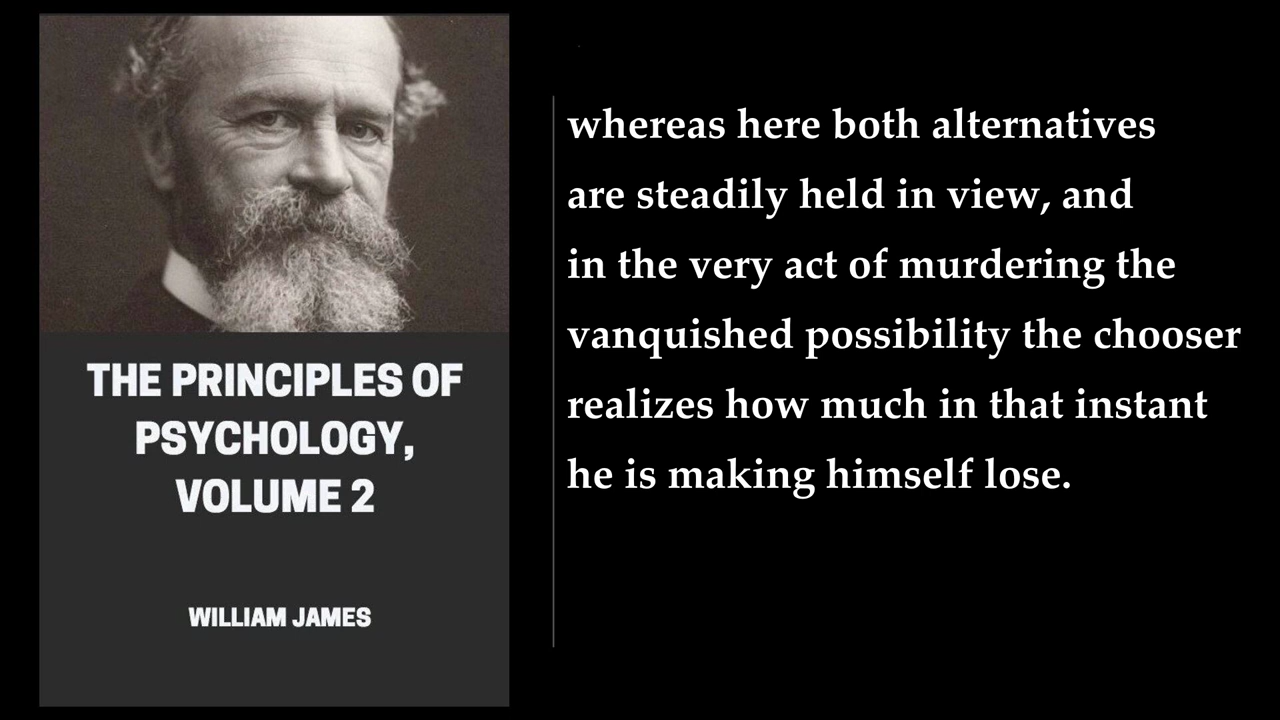 THE PRINCIPLES OF
PSYCHOLOGY,
VOLUME 2
WILLIAM JAMES
whereas here both alternatives
are steadily held in view, and
in the very act of murdering the
vanquished possibility the chooser
realizes how much in that instant
he is making himself lose.